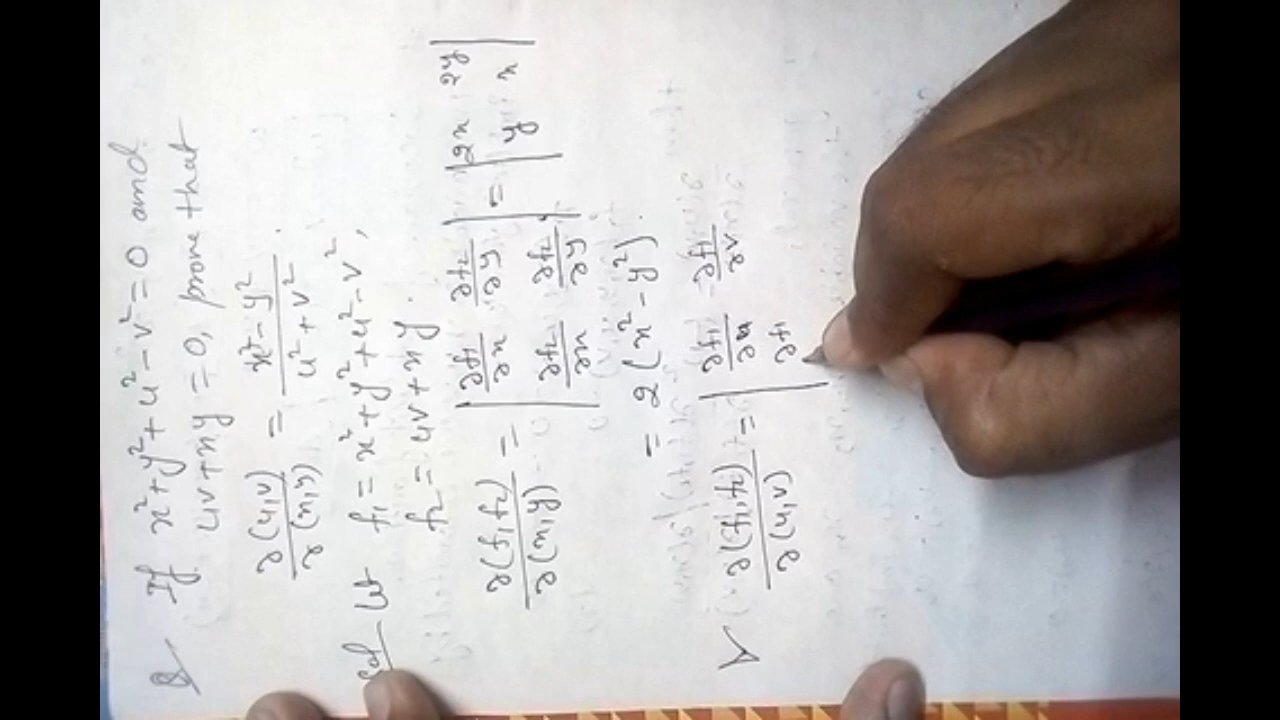 Q If x²+y²+u²-v²=0 and
uv+xy=0, prove that
∂(u,v)/∂(x,y) = x²-y²/u²+v².
Sol Let f₁ = x²+y²+u²-v²,
f₂ = uv+xy.
∂(f₁,f₂)/∂(x,y) = |∂f₁/∂x ∂f₁/∂y; ∂f₂/∂x ∂f₂/∂y| = |2x 2y; y x|
= 2(x²-y²)
∂(f₁,f₂)/∂(u,v) = |∂f₁/∂u ∂f₁/∂v
∂f